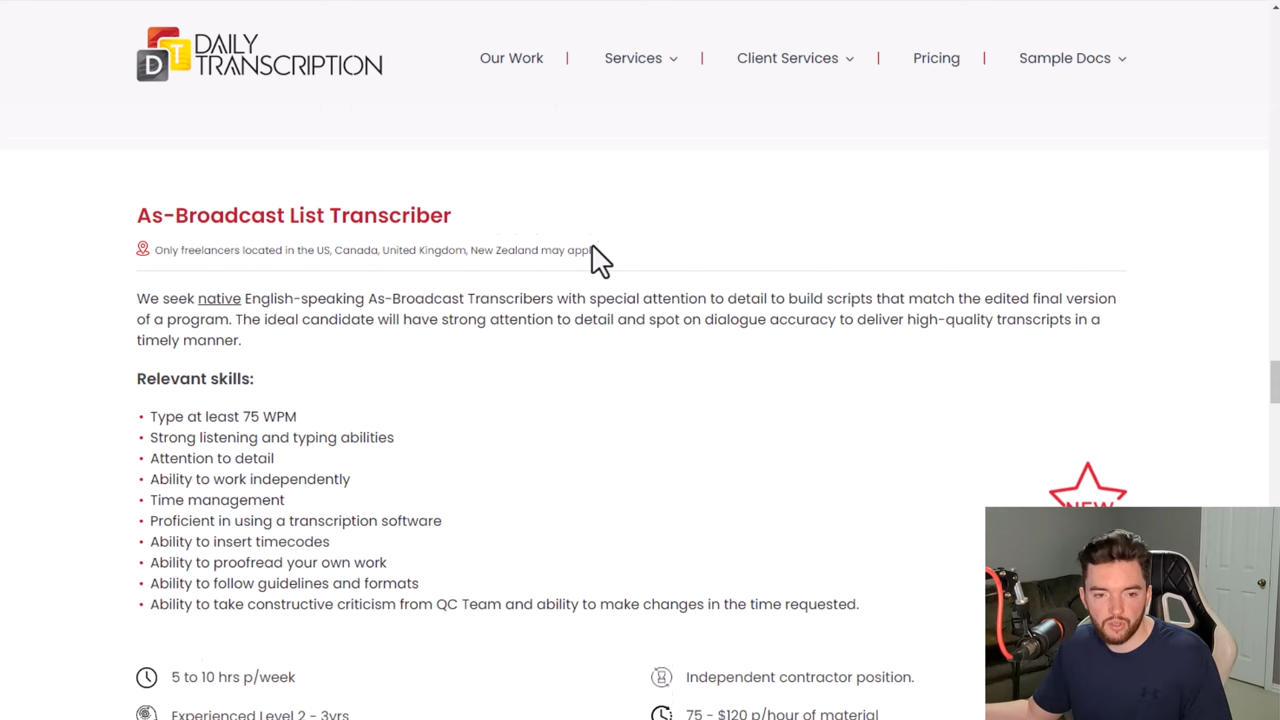 DAILY
TRANSCRIPTION
DT
Our Work | Services | Client Services | Pricing | Sample Docs
As-Broadcast List Transcriber
Only freelancers located in the US, Canada, United Kingdom, New Zealand may
We seek native English-speaking As-Broadcast Transcribers with special attention to detail to build scripts that match the edited final version
of a program. The ideal candidate will have strong attention to detail and spot on dialogue accuracy to deliver high-quality transcripts in a
timely manner.
Relevant skills:
• Type at least 75 WPM
• Strong listening and typing abilities
• Attention to detail
• Ability to work independently
• Time management
• Proficient in using a transcription software
• Ability to insert timecodes
• Ability to proofread your own work
• Ability to follow guidelines and formats
• Ability to take constructive criticism from QC Team and ability to make changes in the time requested.
NEW
5 to 10 hrs p/week
Independent contractor position.
Experienced Level 2 - 3yrs
75 - $120 p/hour of material